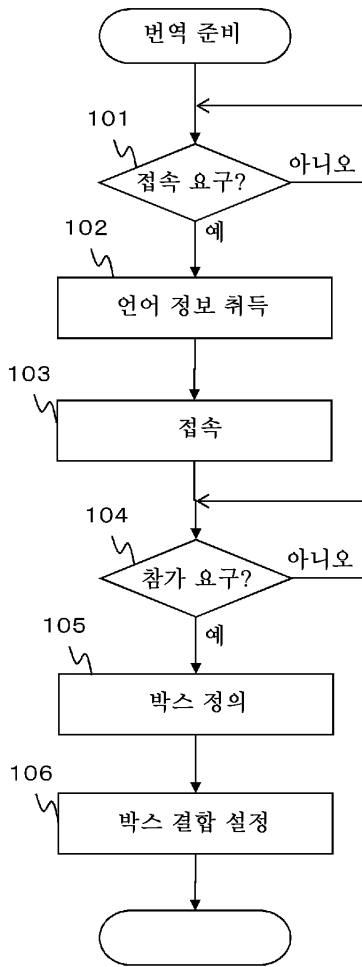 번역 준비
101
접속 요구?
아니오
예
102
언어 정보 취득
103
접속
104
참가 요구?
아니오
예
105
박스 정의
106
박스 결합 설정